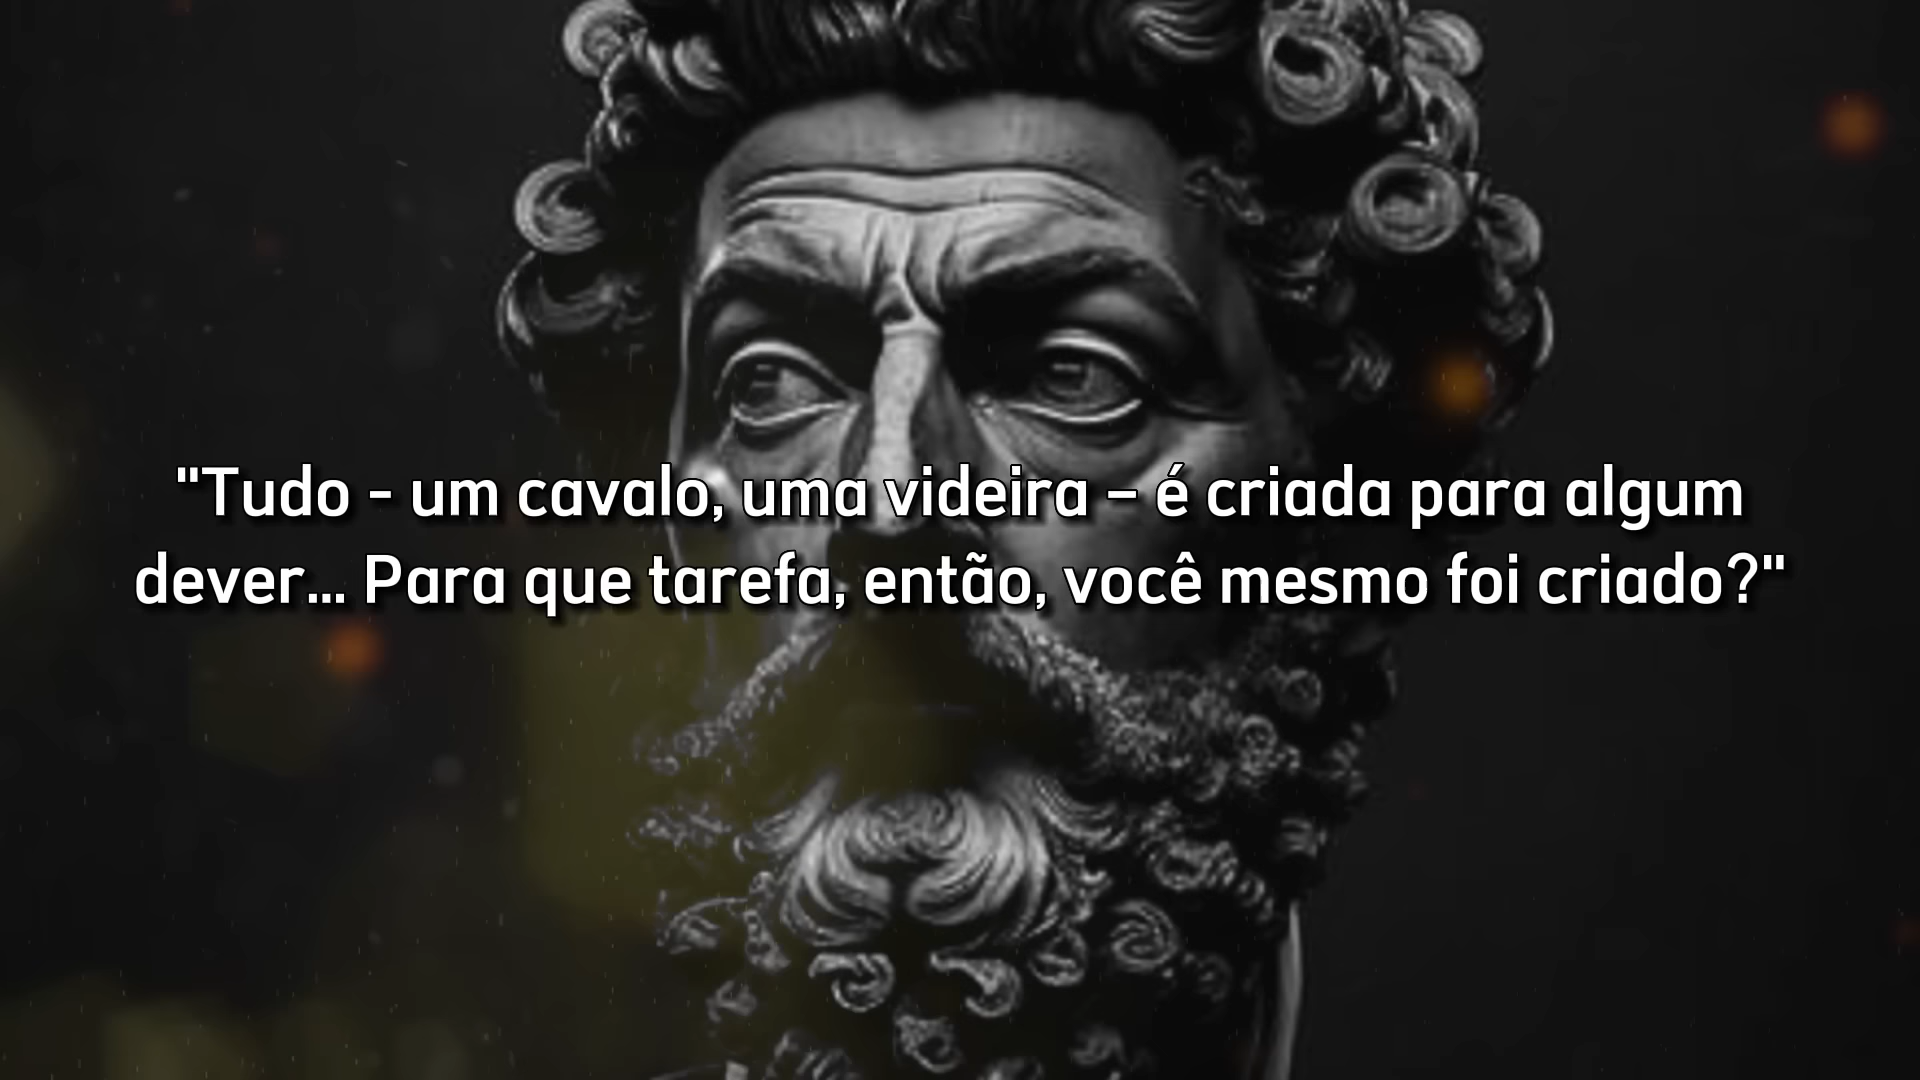 "Tudo - um cavalo, uma videira – é criada para algum
dever... Para que tarefa, então, você mesmo foi criado?"